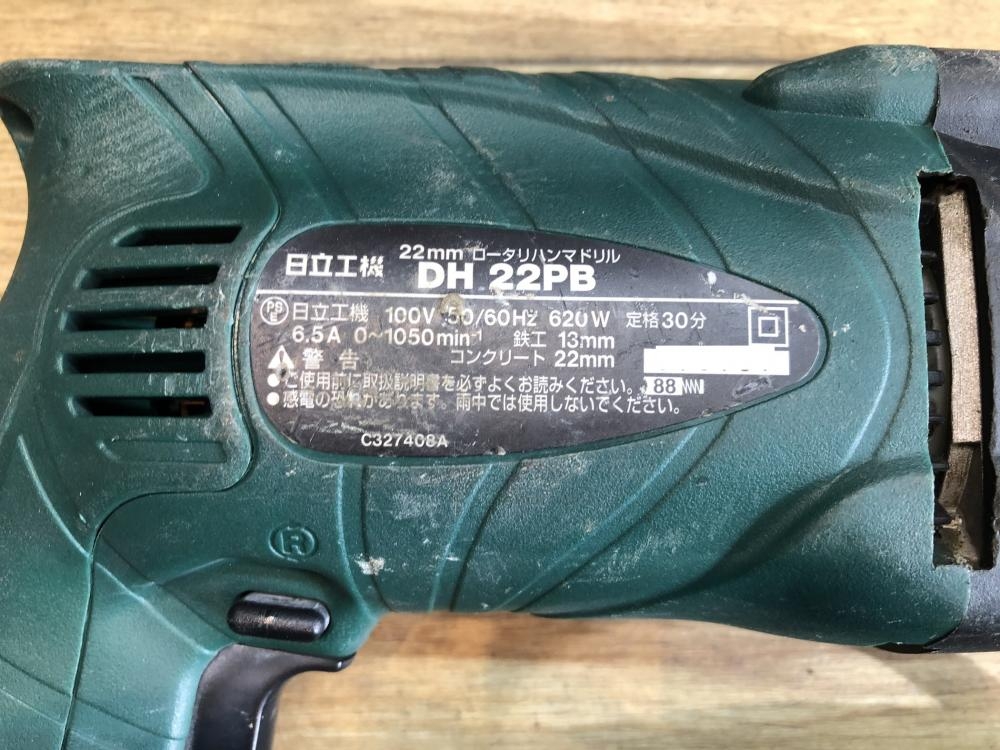 22mm ロータリハンマドリル
日立工機 DH 22PB
PS E 日立工機 100V 50/60Hz 620W 定格30分
6.5A 0~1050min⁻¹ 鉄工 13mm
コンクリート 22mm
警告
●ご使用前に取扱説明書を必ずよくお読みください。 88
●感電の恐れがあります。雨中では使用しないでください。
C327408A
R